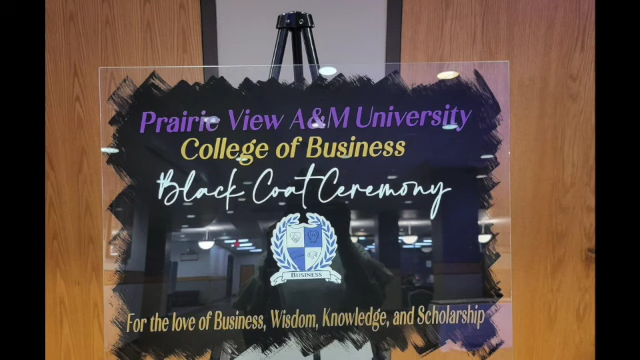 Prairie View A&M University
College of Business
Black Coat Ceremony
BUSINESS
For the love of Business, Wisdom, Knowledge, and Scholarship